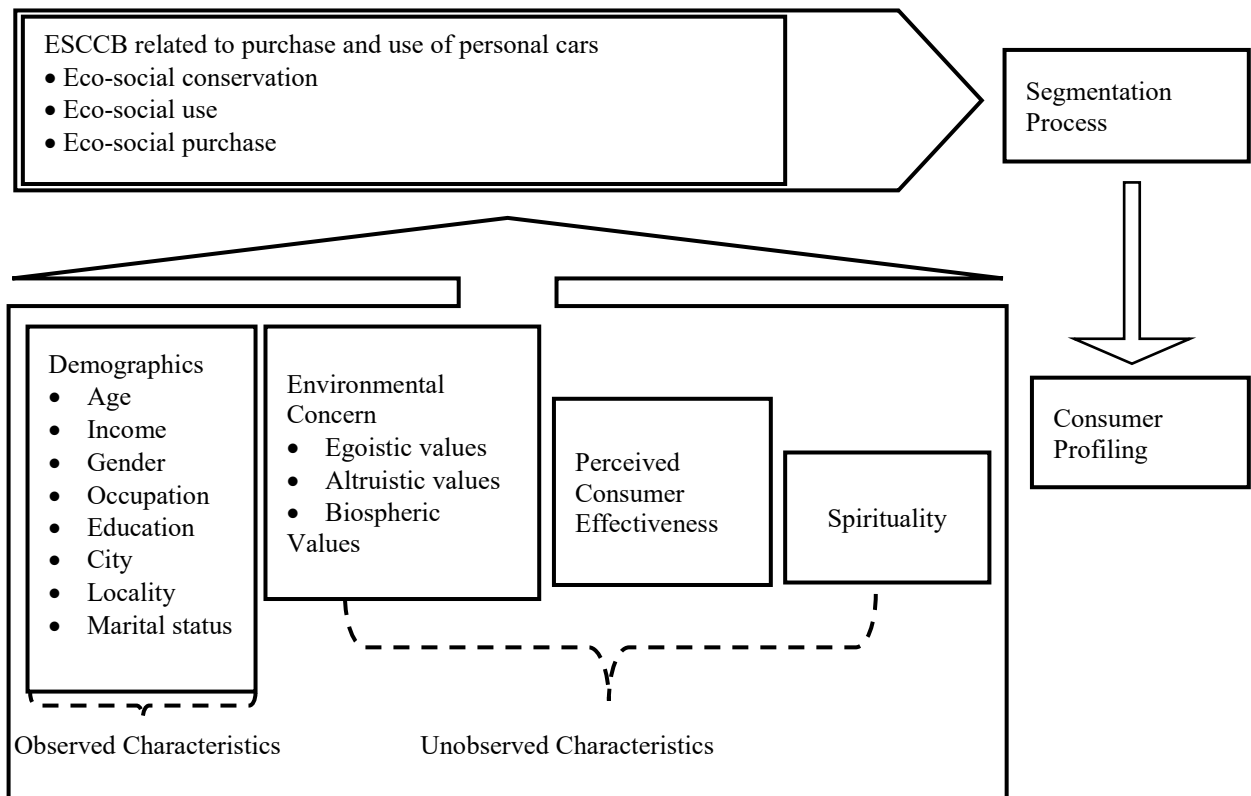 ESCCB related to purchase and use of personal cars
• Eco-social conservation
• Eco-social use
• Eco-social purchase
Segmentation
Process
Demographics
• Age
• Income
• Gender
• Occupation
• Education
• City
• Locality
• Marital status
Environmental
Concern
• Egoistic values
• Altruistic values
• Biospheric
Values
Perceived
Consumer
Effectiveness
Spirituality
Consumer
Profiling
Observed Characteristics
Unobserved Characteristics